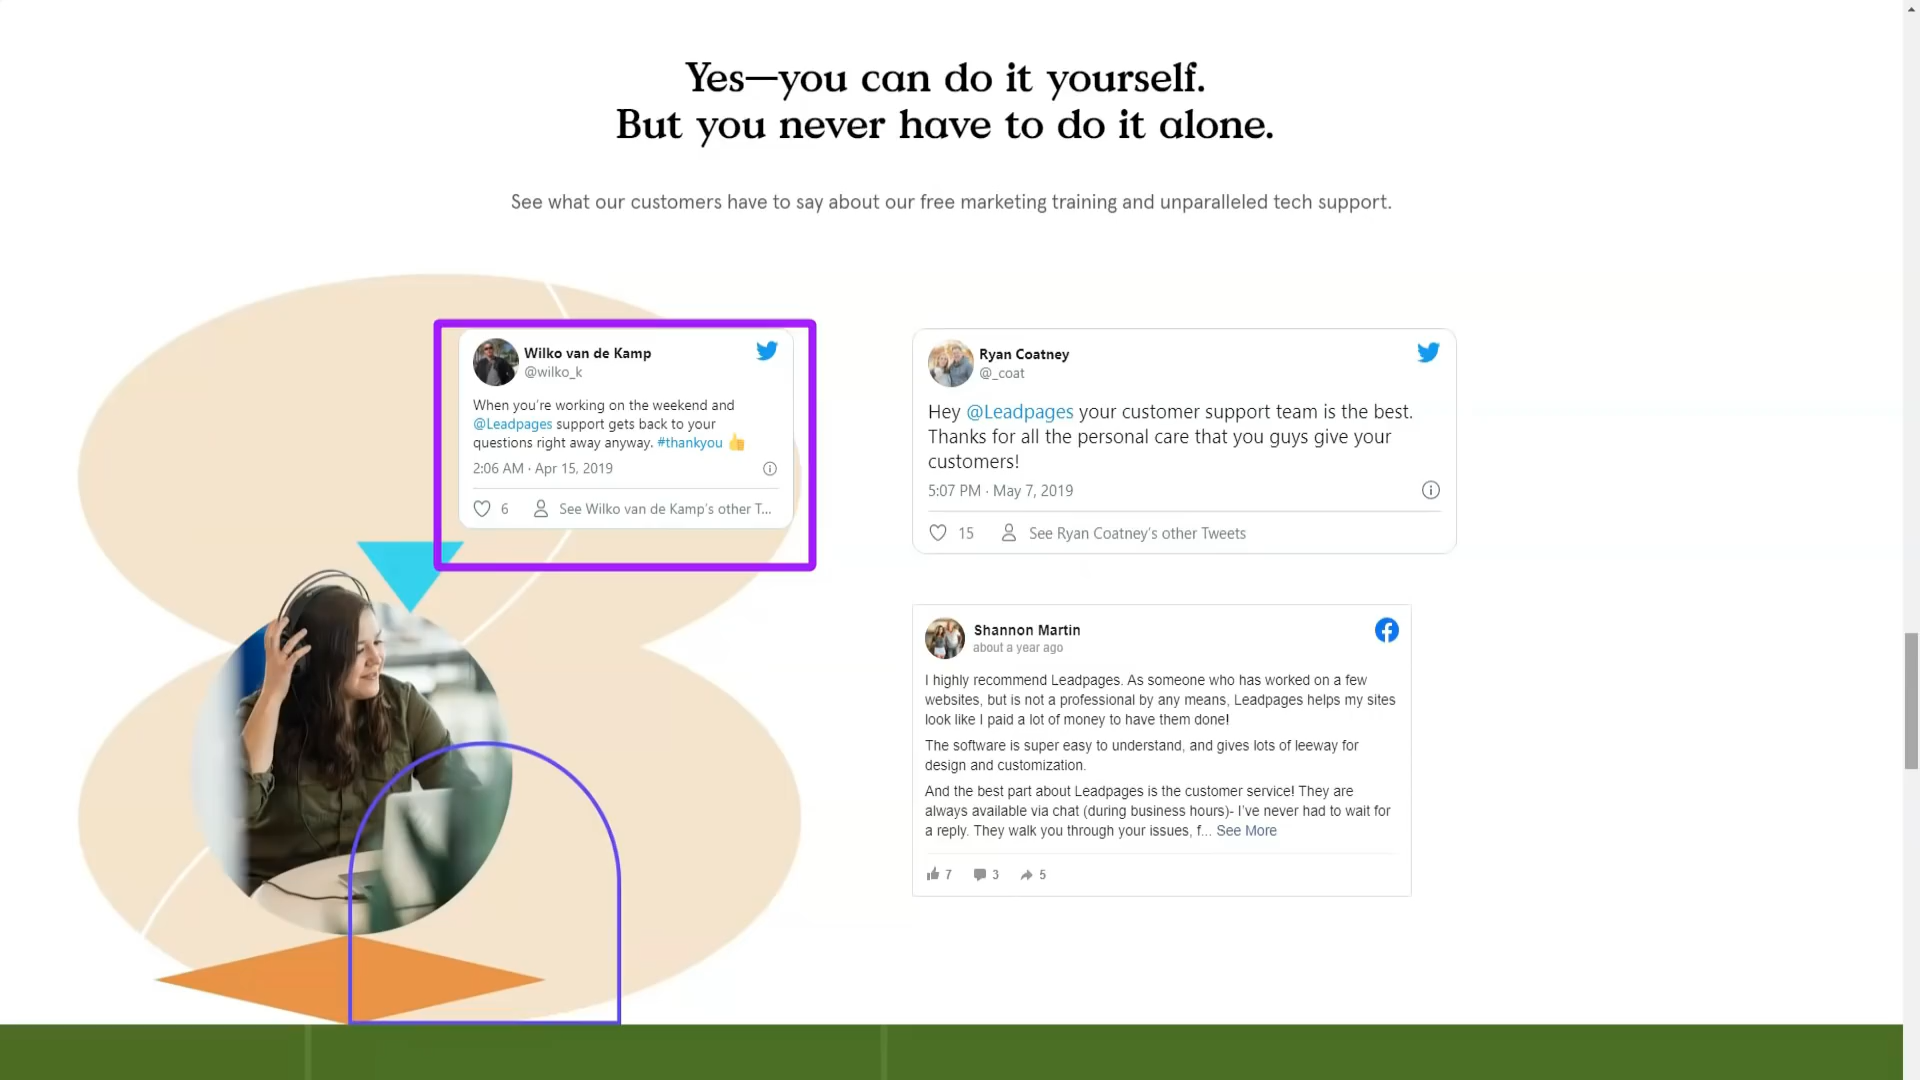 Yes—you can do it yourself.
But you never have to do it alone.
See what our customers have to say about our free marketing training and unparalleled tech support.
Wilko van de Kamp
@wilko_k
When you're working on the weekend and
@Leadpages support gets back to your
questions right away anyway. #thankyou 👍
2:06 AM · Apr 15, 2019
6 See Wilko van de Kamp's other T...
Ryan Coatney
@_coat
Hey @Leadpages your customer support team is the best.
Thanks for all the personal care that you guys give your
customers!
5:07 PM · May 7, 2019
15 See Ryan Coatney's other Tweets
Shannon Martin
about a year ago
I highly recommend Leadpages. As someone who has worked on a few
websites, but is not a professional by any means, Leadpages helps my sites
look like I paid a lot of money to have them done!
The software is super easy to understand, and gives lots of leeway for
design and customization.
And the best part about Leadpages is the customer service! They are
always available via chat (during business hours)- I've never had to wait for
a reply. They walk you through your issues, f... See More
7 3 5